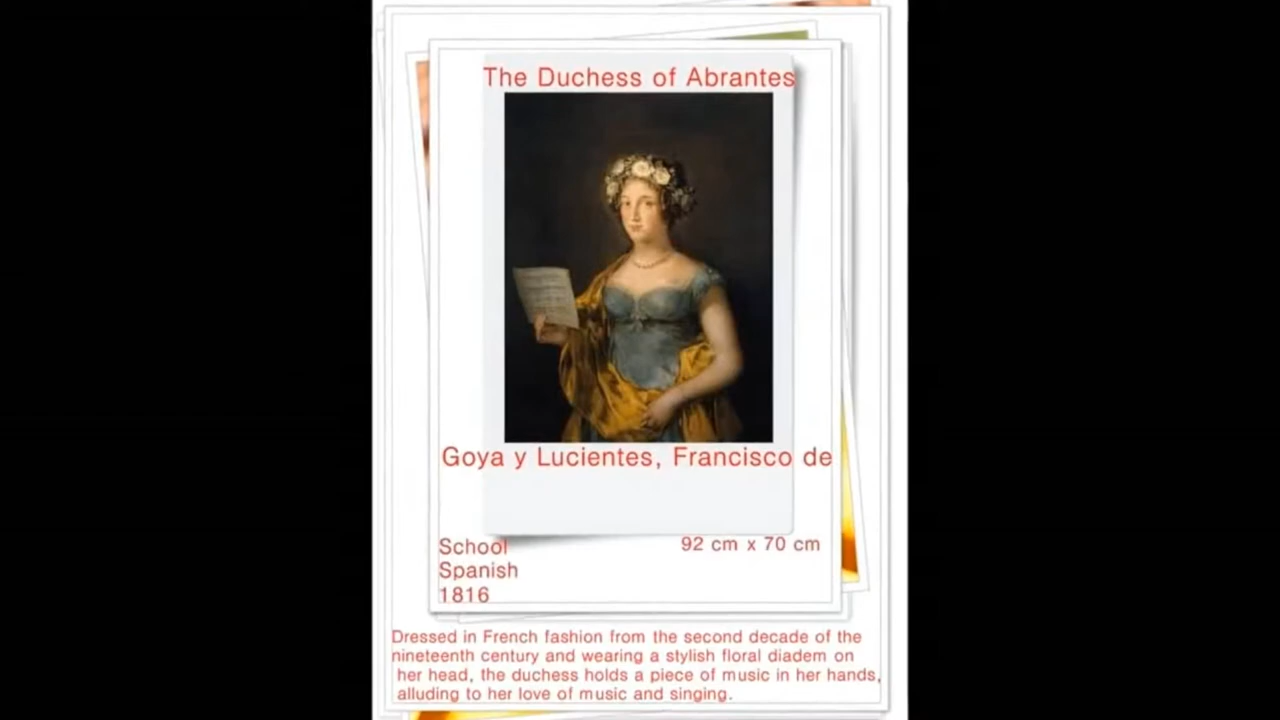 The Duchess of Abrantes
Goya y Lucientes, Francisco de
School
92 cm x 70 cm
Spanish
1816
Dressed in French fashion from the second decade of the
nineteenth century and wearing a stylish floral diadem on
her head, the duchess holds a piece of music in her hands,
alluding to her love of music and singing.